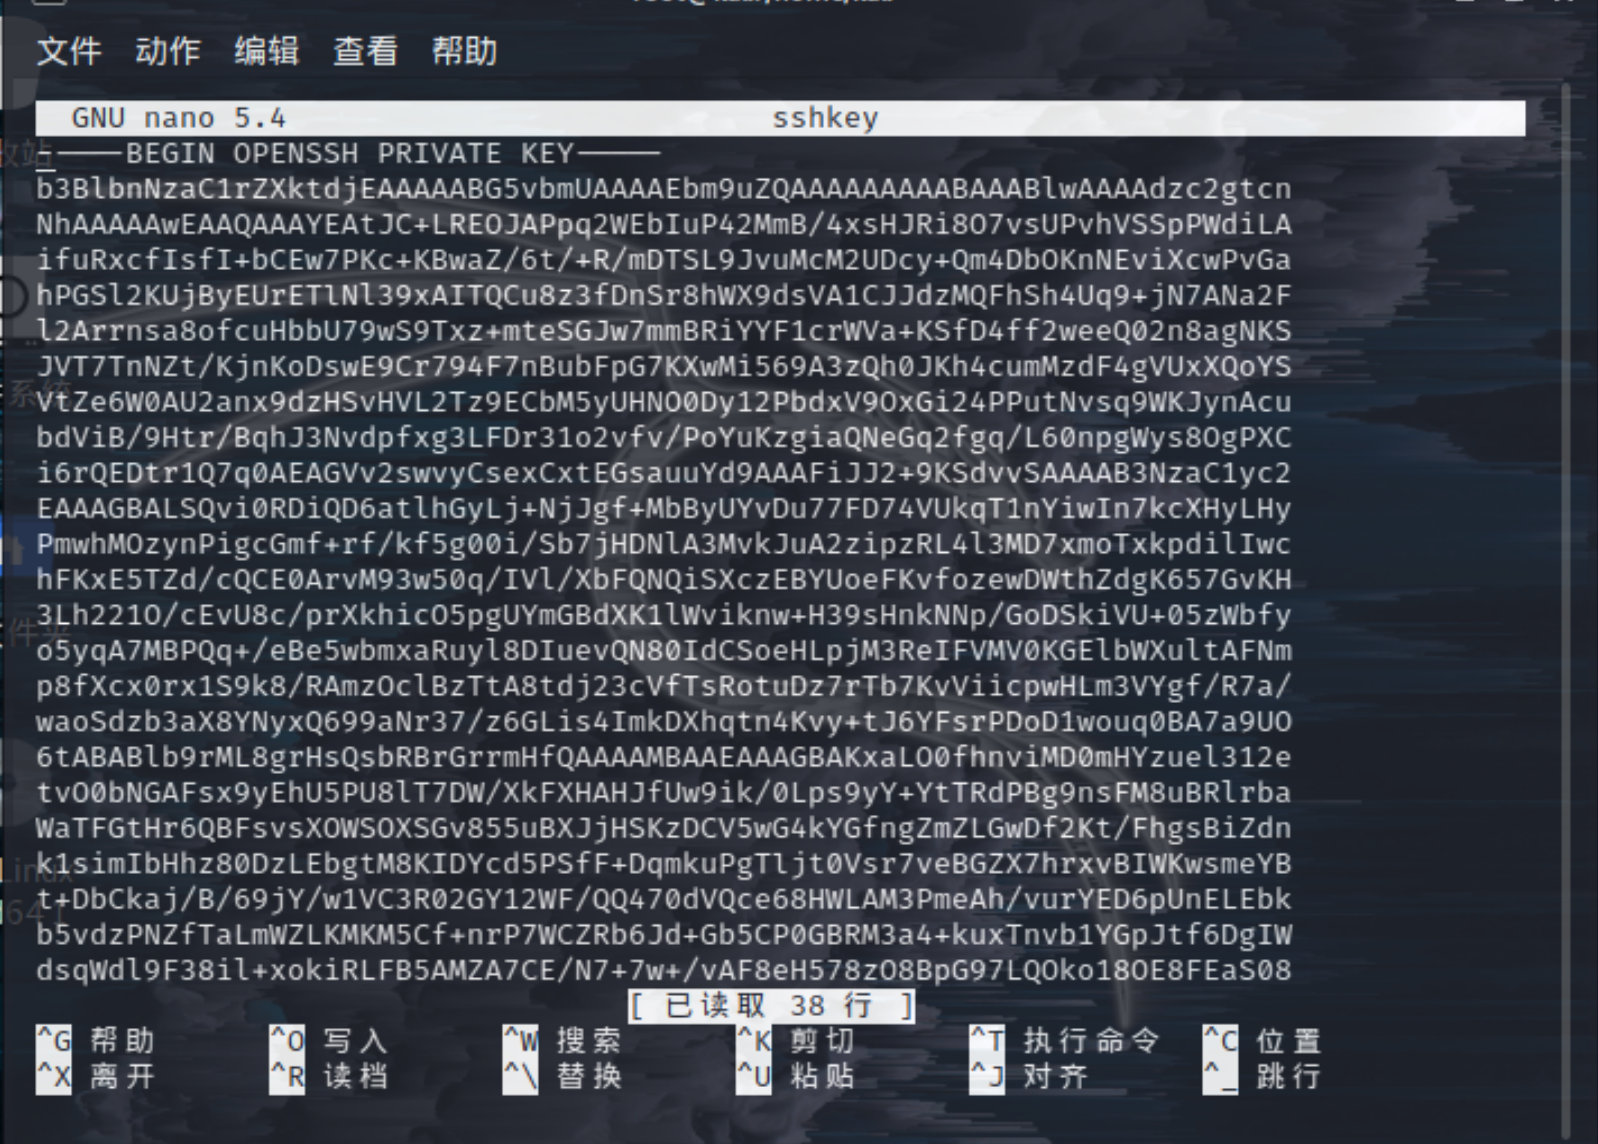 文件 动作 编辑 查看 帮助
GNU nano 5.4 sshkey
-----BEGIN OPENSSH PRIVATE KEY-----
b3BlbnNzaC1rZXktdjEAAAAABG5vbmUAAAAEbm9uZQAAAAAAAAABAAABlwAAAAdzc2gtcn
NhAAAAAwEAAQAAAYEAtJC+LREOJAPpq2WEbIuP42MmB/4xsHJRi8O7vsUPvhVSSpPWdiLA
ifuRxcfIsfI+bCEw7PKc+KBwaZ/6t/+R/mDTSL9JvuMcM2UDcy+Qm4DbOKnNEviXcwPvGa
hPGSl2KUjByEUrETlNl39xAITQCu8z3fDnSr8hWX9dsVA1CJJdzMQFhSh4Uq9+jN7ANa2F
l2Arrnsa8ofcuHbbU79wS9Txz+mteSGJw7mmBRiYYF1crWVa+KSfD4ff2weeQ02n8agNKS
JVT7TnNZt/KjnKoDswE9Cr794F7nBubFpG7KXwMi569A3zQh0JKh4cumMzdF4gVUxXQoYS
VtZe6W0AU2anx9dzHSvHVL2Tz9ECbM5yUHNO0Dy12PbdxV9OxGi24PPutNvsq9WKJynAcu
bdViB/9Htr/BqhJ3Nvdpfxg3LFDr31o2vfv/PoYuKzgiaQNeGq2fgq/L60npgWys8OgPXC
i6rQEDtr1Q7q0AEAGVv2swvyCsexCxtEGsauuYd9AAAFiJJ2+9KSdvvSAAAAB3NzaC1yc2
EAAAGBALSQvi0RDiQD6atlhGyLj+NjJgf+MbByUYvDu77FD74VUkqT1nYiwIn7kcXHyLHy
PmwhMOzynPigcGmf+rf/kf5g00i/Sb7jHDNlA3MvkJuA2zipzRL4l3MD7xmoTxkpdilIwc
hFKxE5TZd/cQCE0ArvM93w50q/IVl/XbFQNQiSXczEBYUoeFKvfozewDWthZdgK657GvKH
3Lh221O/cEvU8c/prXkhicO5pgUYmGBdXK1lWviknw+H39sHnkNNp/GoDSkiVU+05zWbfy
o5yqA7MBPQq+/eBe5wbmxaRuyl8DIuevQN80IdCSoeHLpjM3ReIFVMV0KGElbWXultAFNm
p8fXcx0rx1S9k8/RAmzOclBzTtA8tdj23cVfTsRotuDz7rTb7KvViicpwHLm3VYgf/R7a/
waoSdzb3aX8YNyxQ699aNr37/z6GLis4ImkDXhqtn4Kvy+tJ6YFsrPDoD1wouq0BA7a9UO
6tABABlb9rML8grHsQsbRBrGrrmHfQAAAAMBAAEAAAGBAKxaLO0fhnviMD0mHYzuel312e
tvO0bNGAFsx9yEhU5PU8lT7DW/XkFXHAHJfUw9ik/0Lps9yY+YtTRdPBg9nsFM8uBRlrba
WaTFGtHr6QBFsvsXOWSOXSGv855uBXJjHSKzDCV5wG4kYGfngZmZLGwDf2Kt/FhgsBiZdn
k1simIbHhz80DzLEbgtM8KIDYcd5PSfF+DqmkuPgTljt0Vsr7veBGZX7hrxvBIWKwsmeYB
t+DbCkaj/B/69jY/w1VC3R02GY12WF/QQ470dVQce68HWLAM3PmeAh/vurYED6pUnELEbk
b5vdzPNZfTaLmWZLKMKM5Cf+nrP7WCZRb6Jd+Gb5CP0GBRM3a4+kuxTnvb1YGpJtf6DgIW
dsqWdl9F38il+xokiRLFB5AMZA7CE/N7+7w+/vAF8eH578zO8BpG97LQOko18OE8FEaS08
[ 已读取 38 行 ]
^G 帮助 ^O 写入 ^W 搜索 ^K 剪切 ^T 执行命令 ^C 位置
^X 离开 ^R 读档 ^\ 替换 ^U 粘贴 ^J 对齐 ^_ 跳行